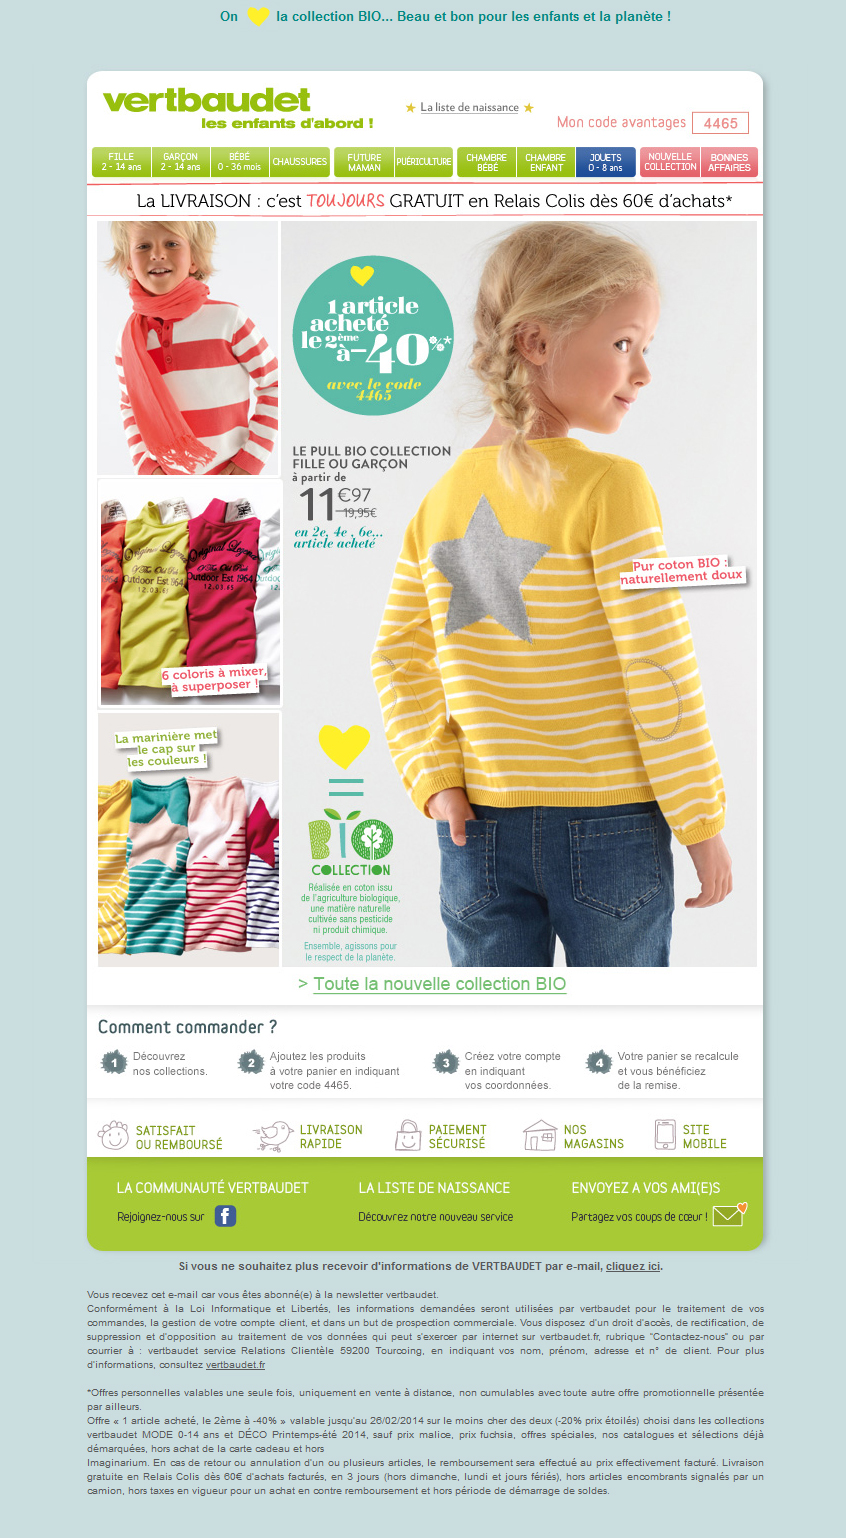 On la collection BIO... Beau et bon pour les enfants et la planète !
vertbaudet
les enfants d'abord !
La liste de naissance
Mon code avantages 4465
FILLE
2 - 14 ans
GARÇON
2 - 14 ans
BÉBÉ
0 - 36 mois
CHAUSSURES
FUTURE
MAMAN
PUÉRICULTURE
CHAMBRE
BÉBÉ
CHAMBRE
ENFANT
JOUETS
0 - 8 ans
NOUVELLE
COLLECTION
BONNES
AFFAIRES
La LIVRAISON : c'est TOUJOURS GRATUIT en Relais Colis dès 60€ d'achats*
1 article
acheté
le 2ème
à -40%*
avec le code
4465
LE PULL BIO COLLECTION
FILLE OU GARÇON
à partir de
11€97
19,95€
en 2e, 4e , 6e...
article acheté
Pur coton BIO :
naturellement doux
Original Legend
Of The Old Park
Outdoor Est 1964
12.03.65
6 coloris à mixer,
à superposer !
La marinière met
le cap sur
les couleurs !
=
BIO
COLLECTION
Réalisée en coton issu
de l'agriculture biologique,
une matière naturelle
cultivée sans pesticide
ni produit chimique.
Ensemble, agissons pour
le respect de la planète.
> Toute la nouvelle collection BIO
Comment commander ?
1 Découvrez
nos collections.
2 Ajoutez les produits
à votre panier en indiquant
votre code 4465.
3 Créez votre compte
en indiquant
vos coordonnées.
4 Votre panier se recalcule
et vous bénéficiez
de la remise.
SATISFAIT
OU REMBOURSÉ
LIVRAISON
RAPIDE
PAIEMENT
SÉCURISÉ
NOS
MAGASINS
SITE
MOBILE
LA COMMUNAUTÉ VERTBAUDET
Rejoignez-nous sur f
LA LISTE DE NAISSANCE
Découvrez notre nouveau service
ENVOYEZ A VOS AMI(E)S
Partagez vos coups de cœur !
Si vous ne souhaitez plus recevoir d'informations de VERTBAUDET par e-mail, cliquez ici.
Vous recevez cet e-mail car vous êtes abonné(e) à la newsletter vertbaudet.
Conformément à la Loi Informatique et Libertés, les informations demandées seront utilisées par vertbaudet pour le traitement de vos
commandes, la gestion de votre compte client, et dans un but de prospection commerciale. Vous disposez d'un droit d'accès, de rectification, de
suppression et d'opposition au traitement de vos données qui peut s'exercer par internet sur vertbaudet.fr, rubrique "Contactez-nous" ou par
courrier à : vertbaudet service Relations Clientèle 59200 Tourcoing, en indiquant vos nom, prénom, adresse et n° de client. Pour plus
d'informations, consultez vertbaudet.fr
*Offres personnelles valables une seule fois, uniquement en vente à distance, non cumulables avec toute autre offre promotionnelle présentée
par ailleurs.
Offre « 1 article acheté, le 2ème à -40% » valable jusqu'au 26/02/2014 sur le moins cher des deux (-20% prix étoilés) choisi dans les collections
vertbaudet MODE 0-14 ans et DÉCO Printemps-été 2014, sauf prix malice, prix fuchsia, offres spéciales, nos catalogues et sélections déjà
démarquées, hors achat de la carte cadeau et hors
Imaginarium. En cas de retour ou annulation d'un ou plusieurs articles, le remboursement sera effectué au prix effectivement facturé. Livraison
gratuite en Relais Colis dès 60€ d'achats facturés, en 3 jours (hors dimanche, lundi et jours fériés), hors articles encombrants signalés par un
camion, hors taxes en vigueur pour un achat en contre remboursement et hors période de démarrage de soldes.